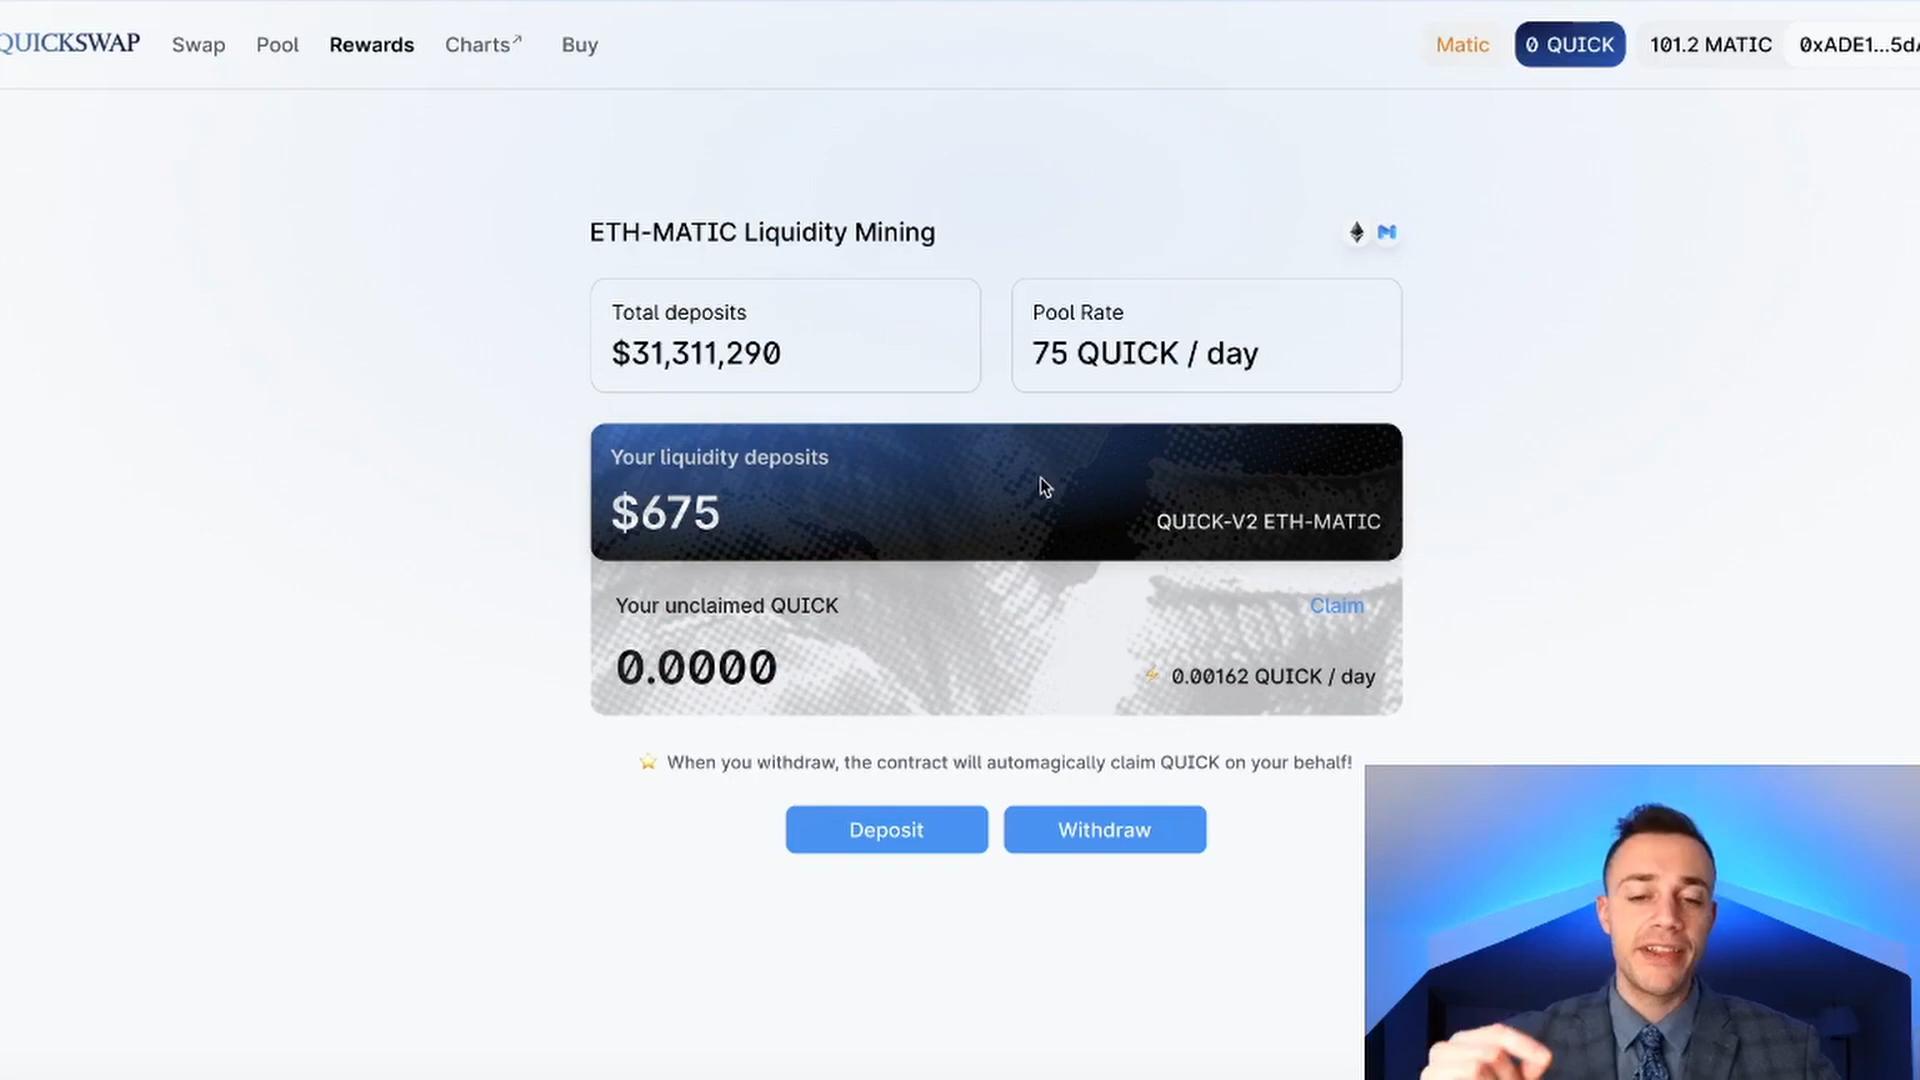 QUICKSWAP Swap Pool Rewards Charts↗ Buy Matic 0 QUICK 101.2 MATIC 0xADE1...5dA
ETH-MATIC Liquidity Mining
Total deposits Pool Rate
$31,311,290 75 QUICK / day
Your liquidity deposits
$675 QUICK-V2 ETH-MATIC
Your unclaimed QUICK Claim
0.0000 0.00162 QUICK / day
When you withdraw, the contract will automagically claim QUICK on your behalf!
Deposit Withdraw